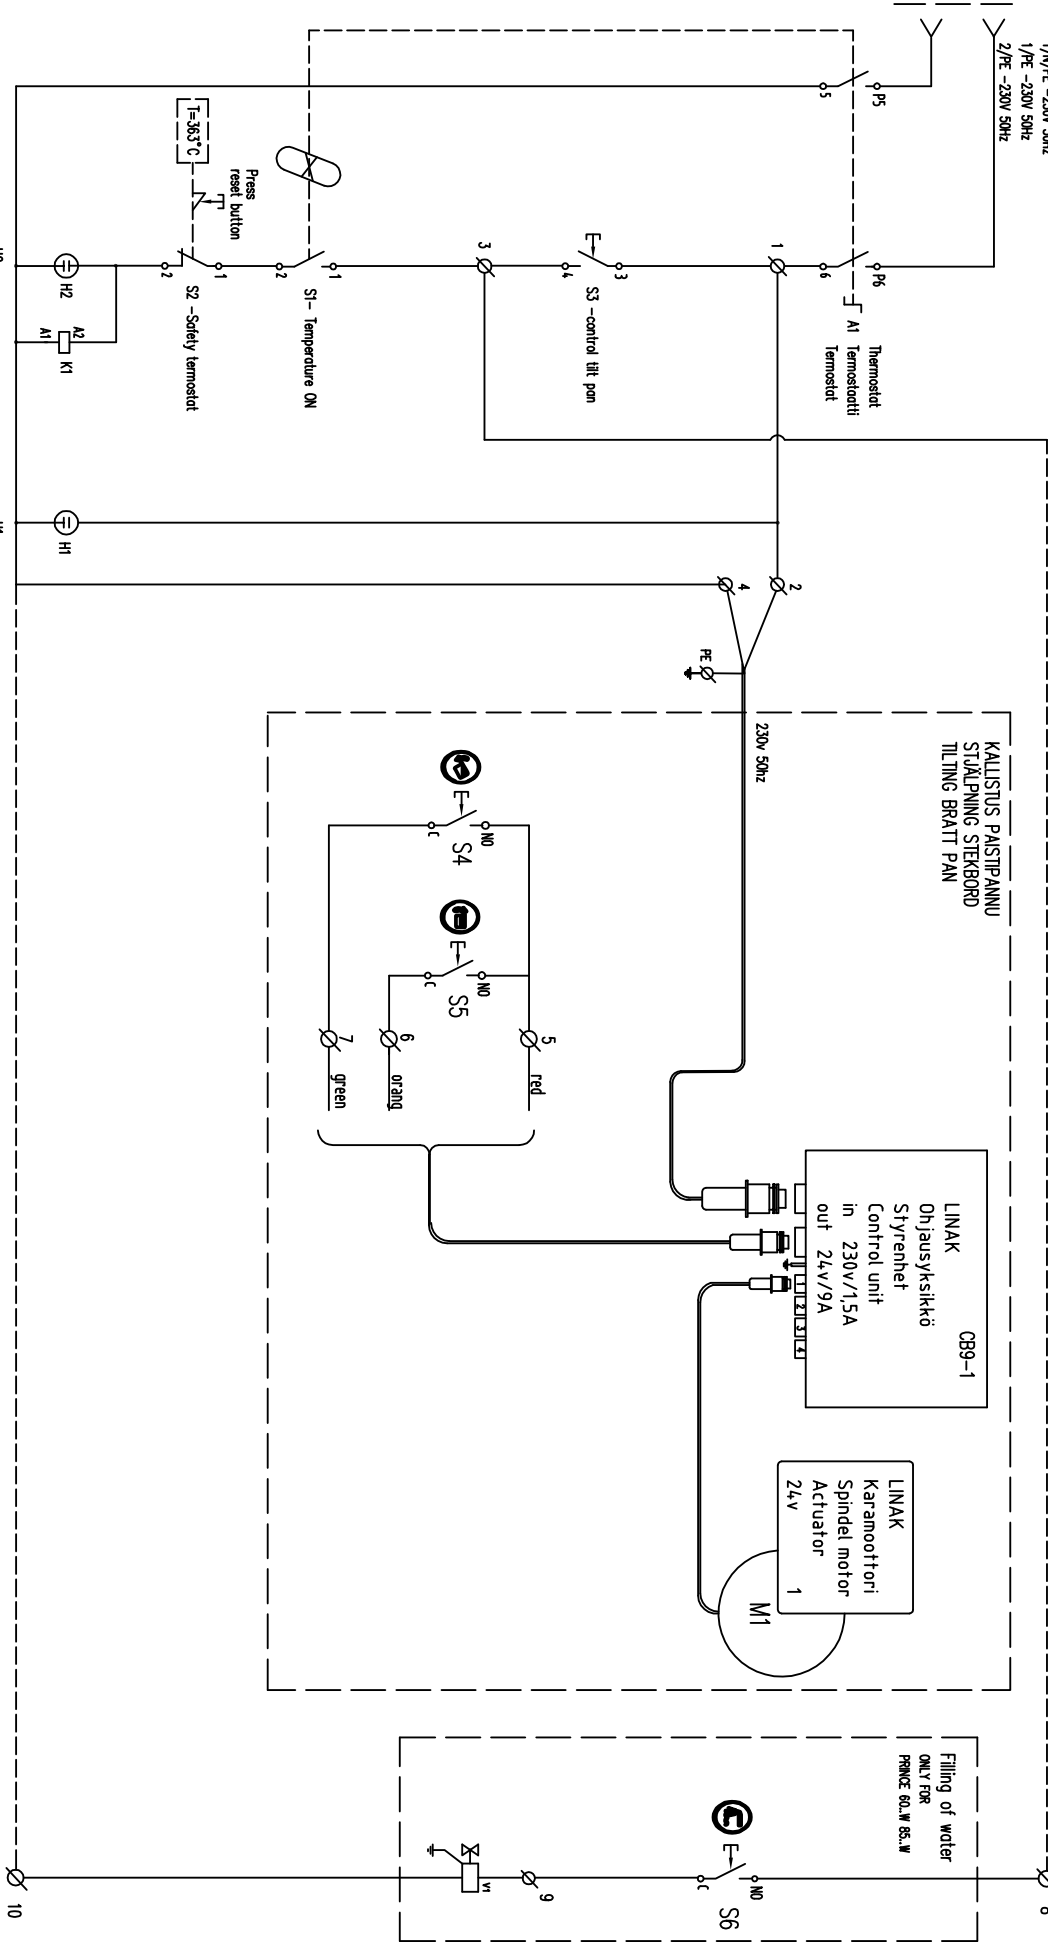 1/N/PE ~230V 50Hz
1/PE ~230V 50Hz
2/PE ~230V 50Hz
P5
5
P6
6
Thermostat
A1 Termostaatti
Termostat
1
3
4
S3 -control tilt pan
3
1
2
S1- Temperature ON
T=363°C
Press
reset button
1
2
S2 -Safety termostat
H2
A2
A1
K1
H1
2
4
PE
230v 50hz
KALLISTUS PAISTIPANNU
STJÄLPNING STEKBORD
TILTING BRATT PAN
NO
C
S4
NO
C
S5
5
red
6
orang
7
green
LINAK
CB9-1
Ohjausyksikkö
Styrenhet
Control unit
in 230v/1,5A
out 24v/9A
1
2
3
4
LINAK
Karamoottori
Spindel motor
Actuator
24v 1
M1
Filling of water
ONLY FOR
PRINCE 60..W 85..W
NO
C
S6
9
V1
8
10